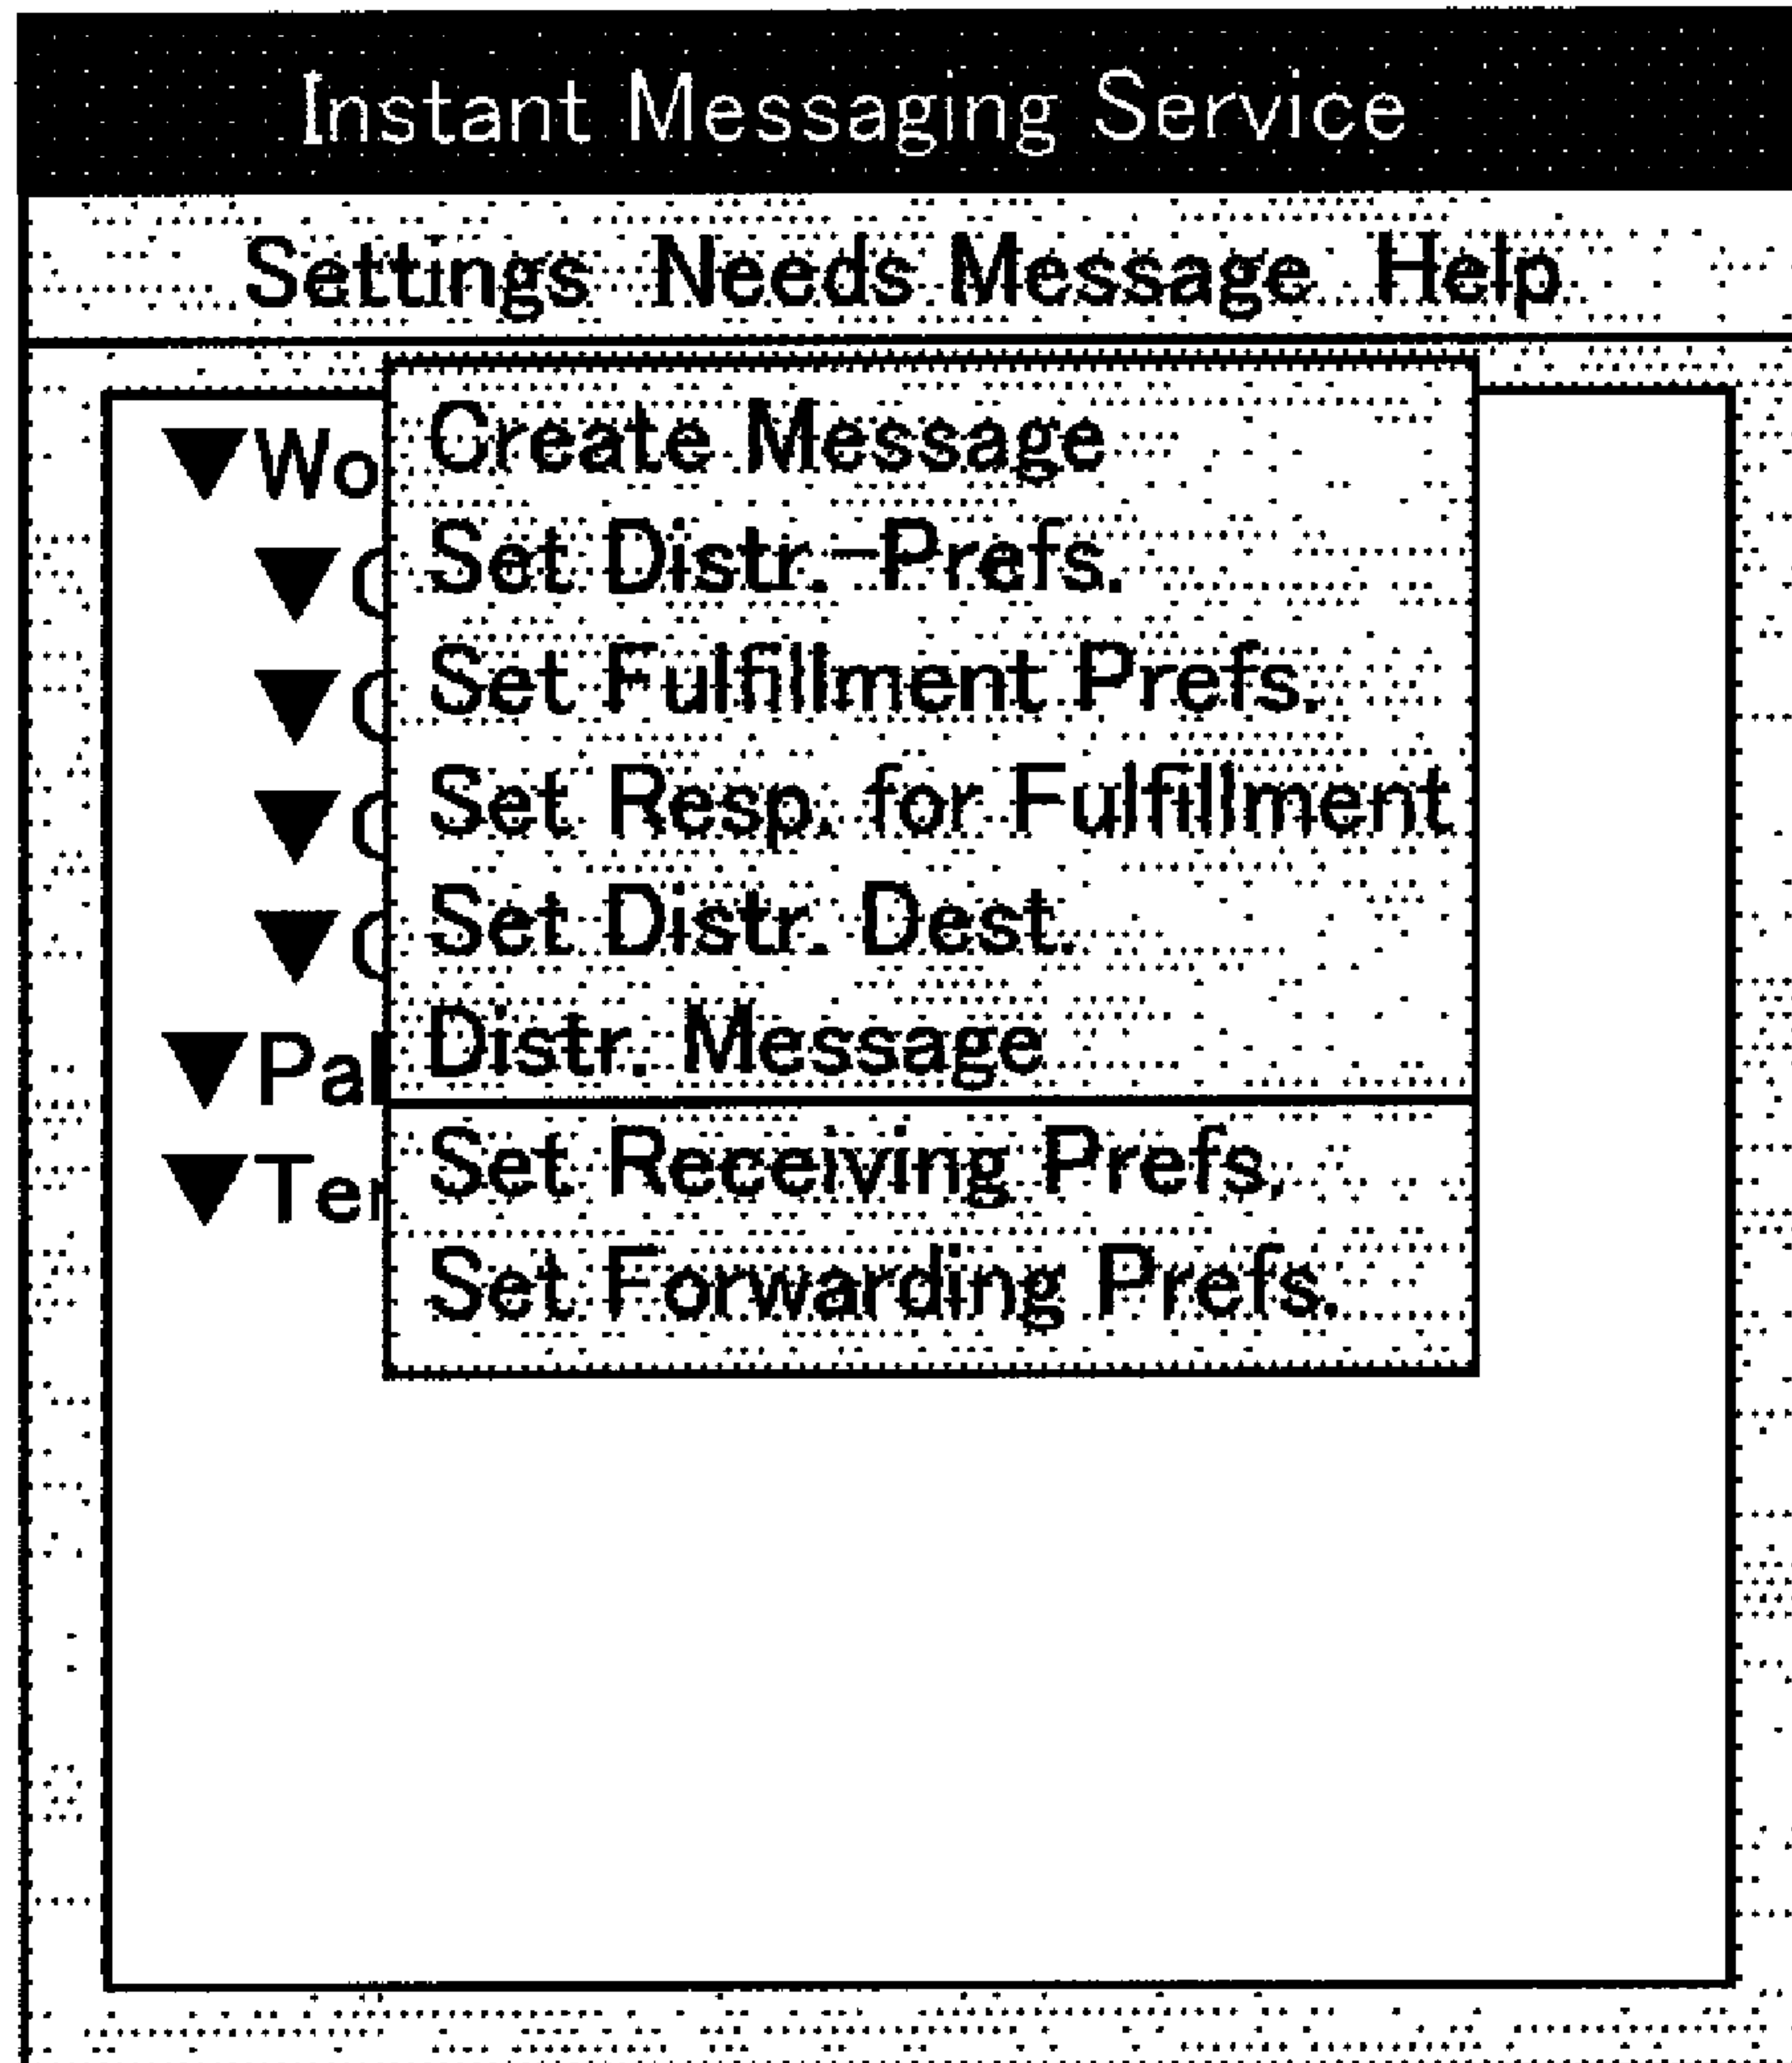 Instant Messaging Service
Settings Needs Message Help
Create Message
Set Distr.-Prefs.
Set Fulfillment Prefs.
Set Resp. for Fulfillment
Set Distr. Dest.
Distr. Message
Set Receiving Prefs.
Set Forwarding Prefs.